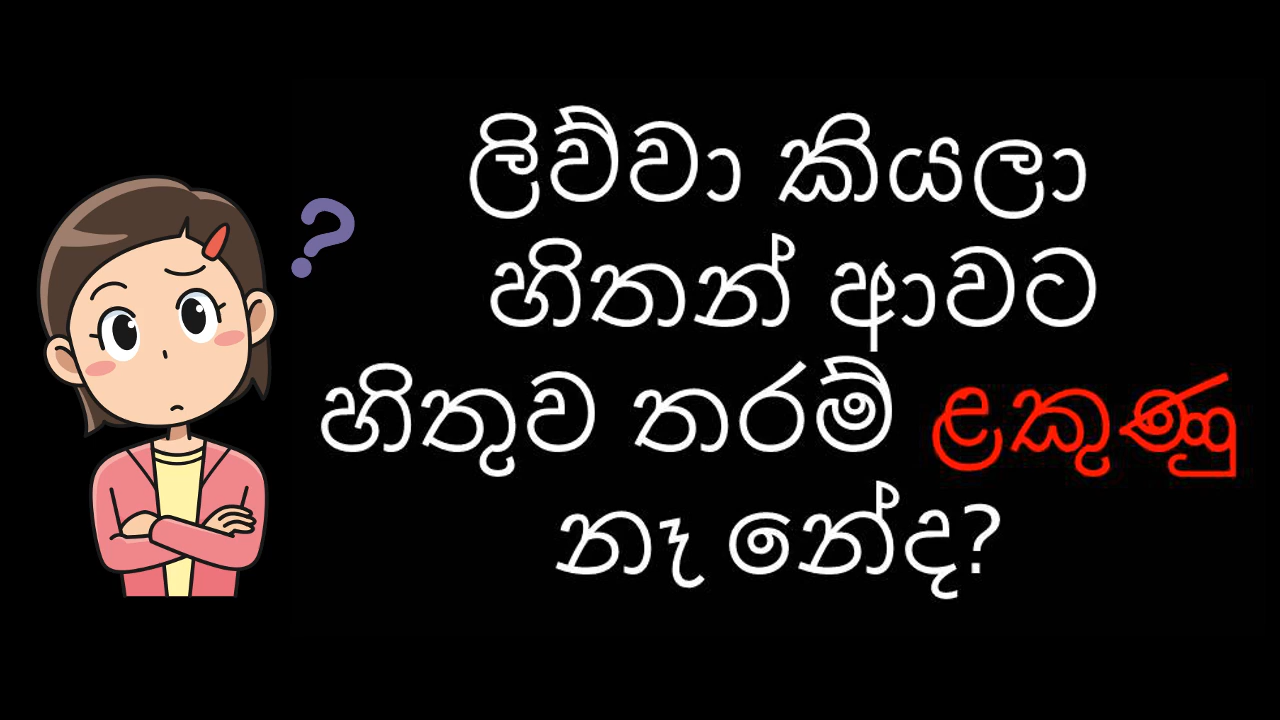 ලිව්වා කියලා
හිතන් ආවට
හිතුව තරම් ළකුණු
නෑ නේද?